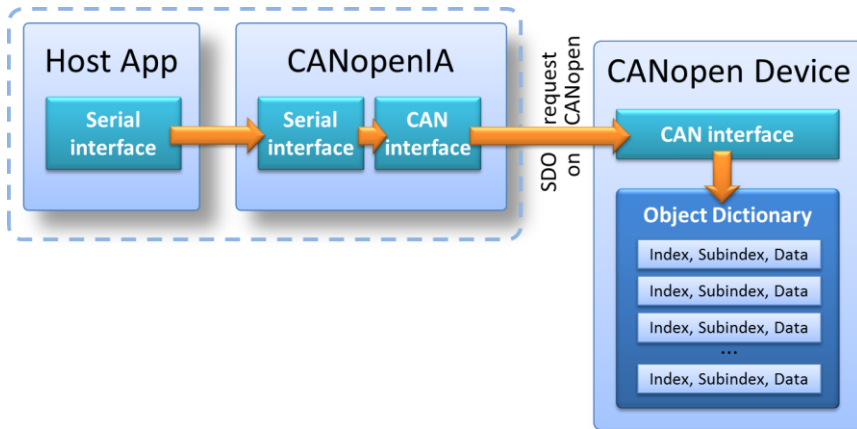 Host App
Serial
interface
CANopenIA
Serial
interface
CAN
interface
SDO request
on CANopen
CANopen Device
CAN interface
Object Dictionary
Index, Subindex, Data
Index, Subindex, Data
Index, Subindex, Data
...
Index, Subindex, Data